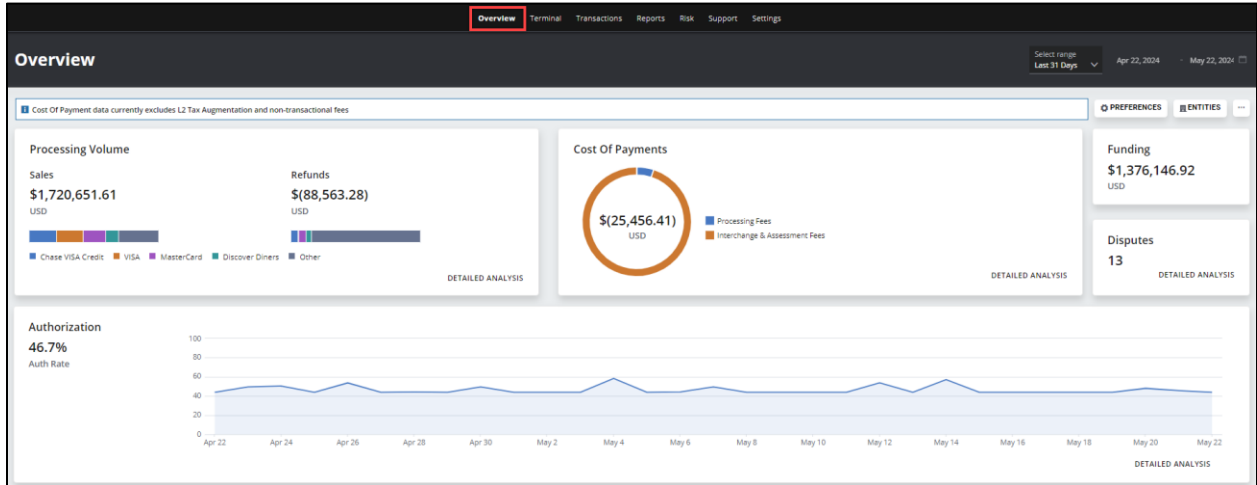 Overview Terminal Transactions Reports Risk Support Settings
Overview
Select range
Last 31 Days
Apr 22, 2024 - May 22, 2024
Cost Of Payment data currently excludes L2 Tax Augmentation and non-transactional fees
PREFERENCES
ENTITIES
...
Processing Volume
Sales
$1,720,651.61
USD
Refunds
$(88,563.28)
USD
Chase VISA Credit VISA MasterCard Discover Diners Other
DETAILED ANALYSIS
Cost Of Payments
$(25,456.41)
USD
Processing Fees
Interchange & Assessment Fees
DETAILED ANALYSIS
Funding
$1,376,146.92
USD
Disputes
13
DETAILED ANALYSIS
Authorization
46.7%
Auth Rate
100
80
60
40
20
0
Apr 22 Apr 24 Apr 26 Apr 28 Apr 30 May 2 May 4 May 6 May 8 May 10 May 12 May 14 May 16 May 18 May 20 May 22
DETAILED ANALYSIS